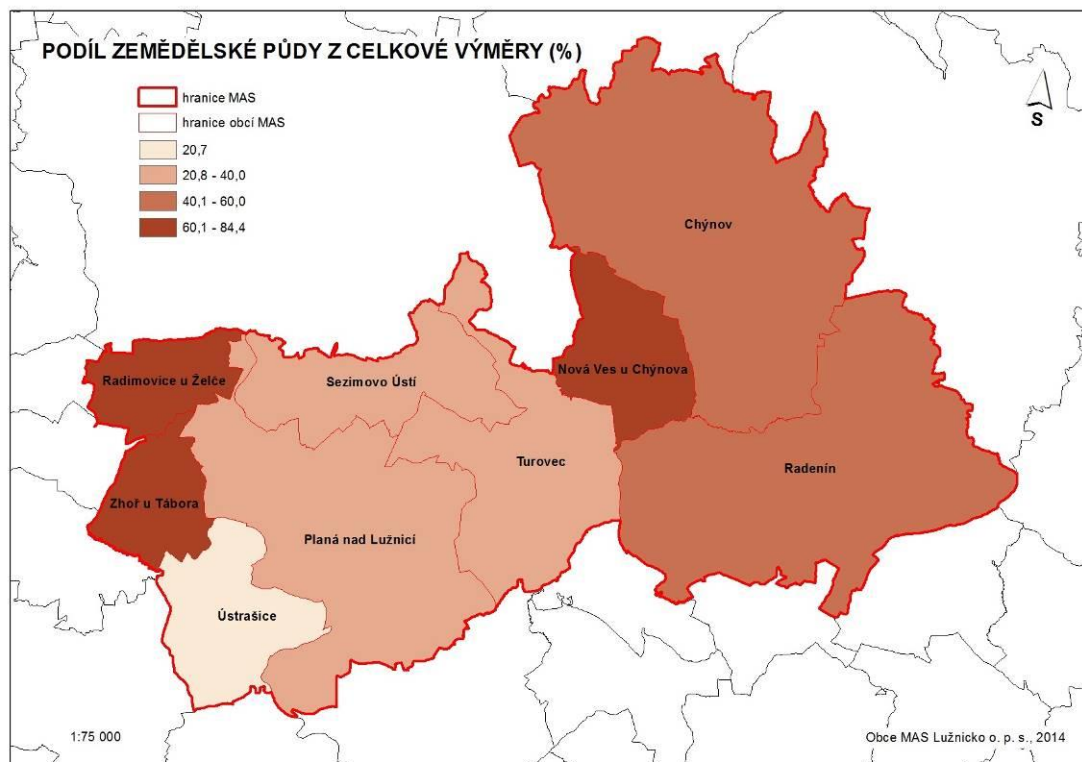 PODÍL ZEMĚDĚLSKÉ PŮDY Z CELKOVÉ VÝMĚRY (%)
hranice MAS
hranice obcí MAS
20,7
20,8 - 40,0
40,1 - 60,0
60,1 - 84,4
S
Chýnov
Nová Ves u Chýnova
Radimovice u Želče
Sezimovo Ústí
Turovec
Radenín
Zhoř u Tábora
Planá nad Lužnicí
Ústrašice
1:75 000
Obce MAS Lužnicko o. p. s., 2014